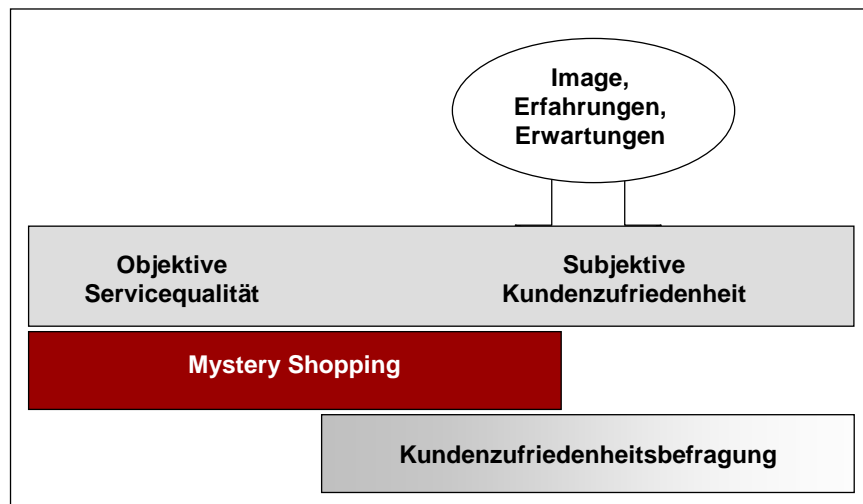 Image,
Erfahrungen,
Erwartungen
Objektive
Servicequalität
Subjektive
Kundenzufriedenheit
Mystery Shopping
Kundenzufriedenheitsbefragung